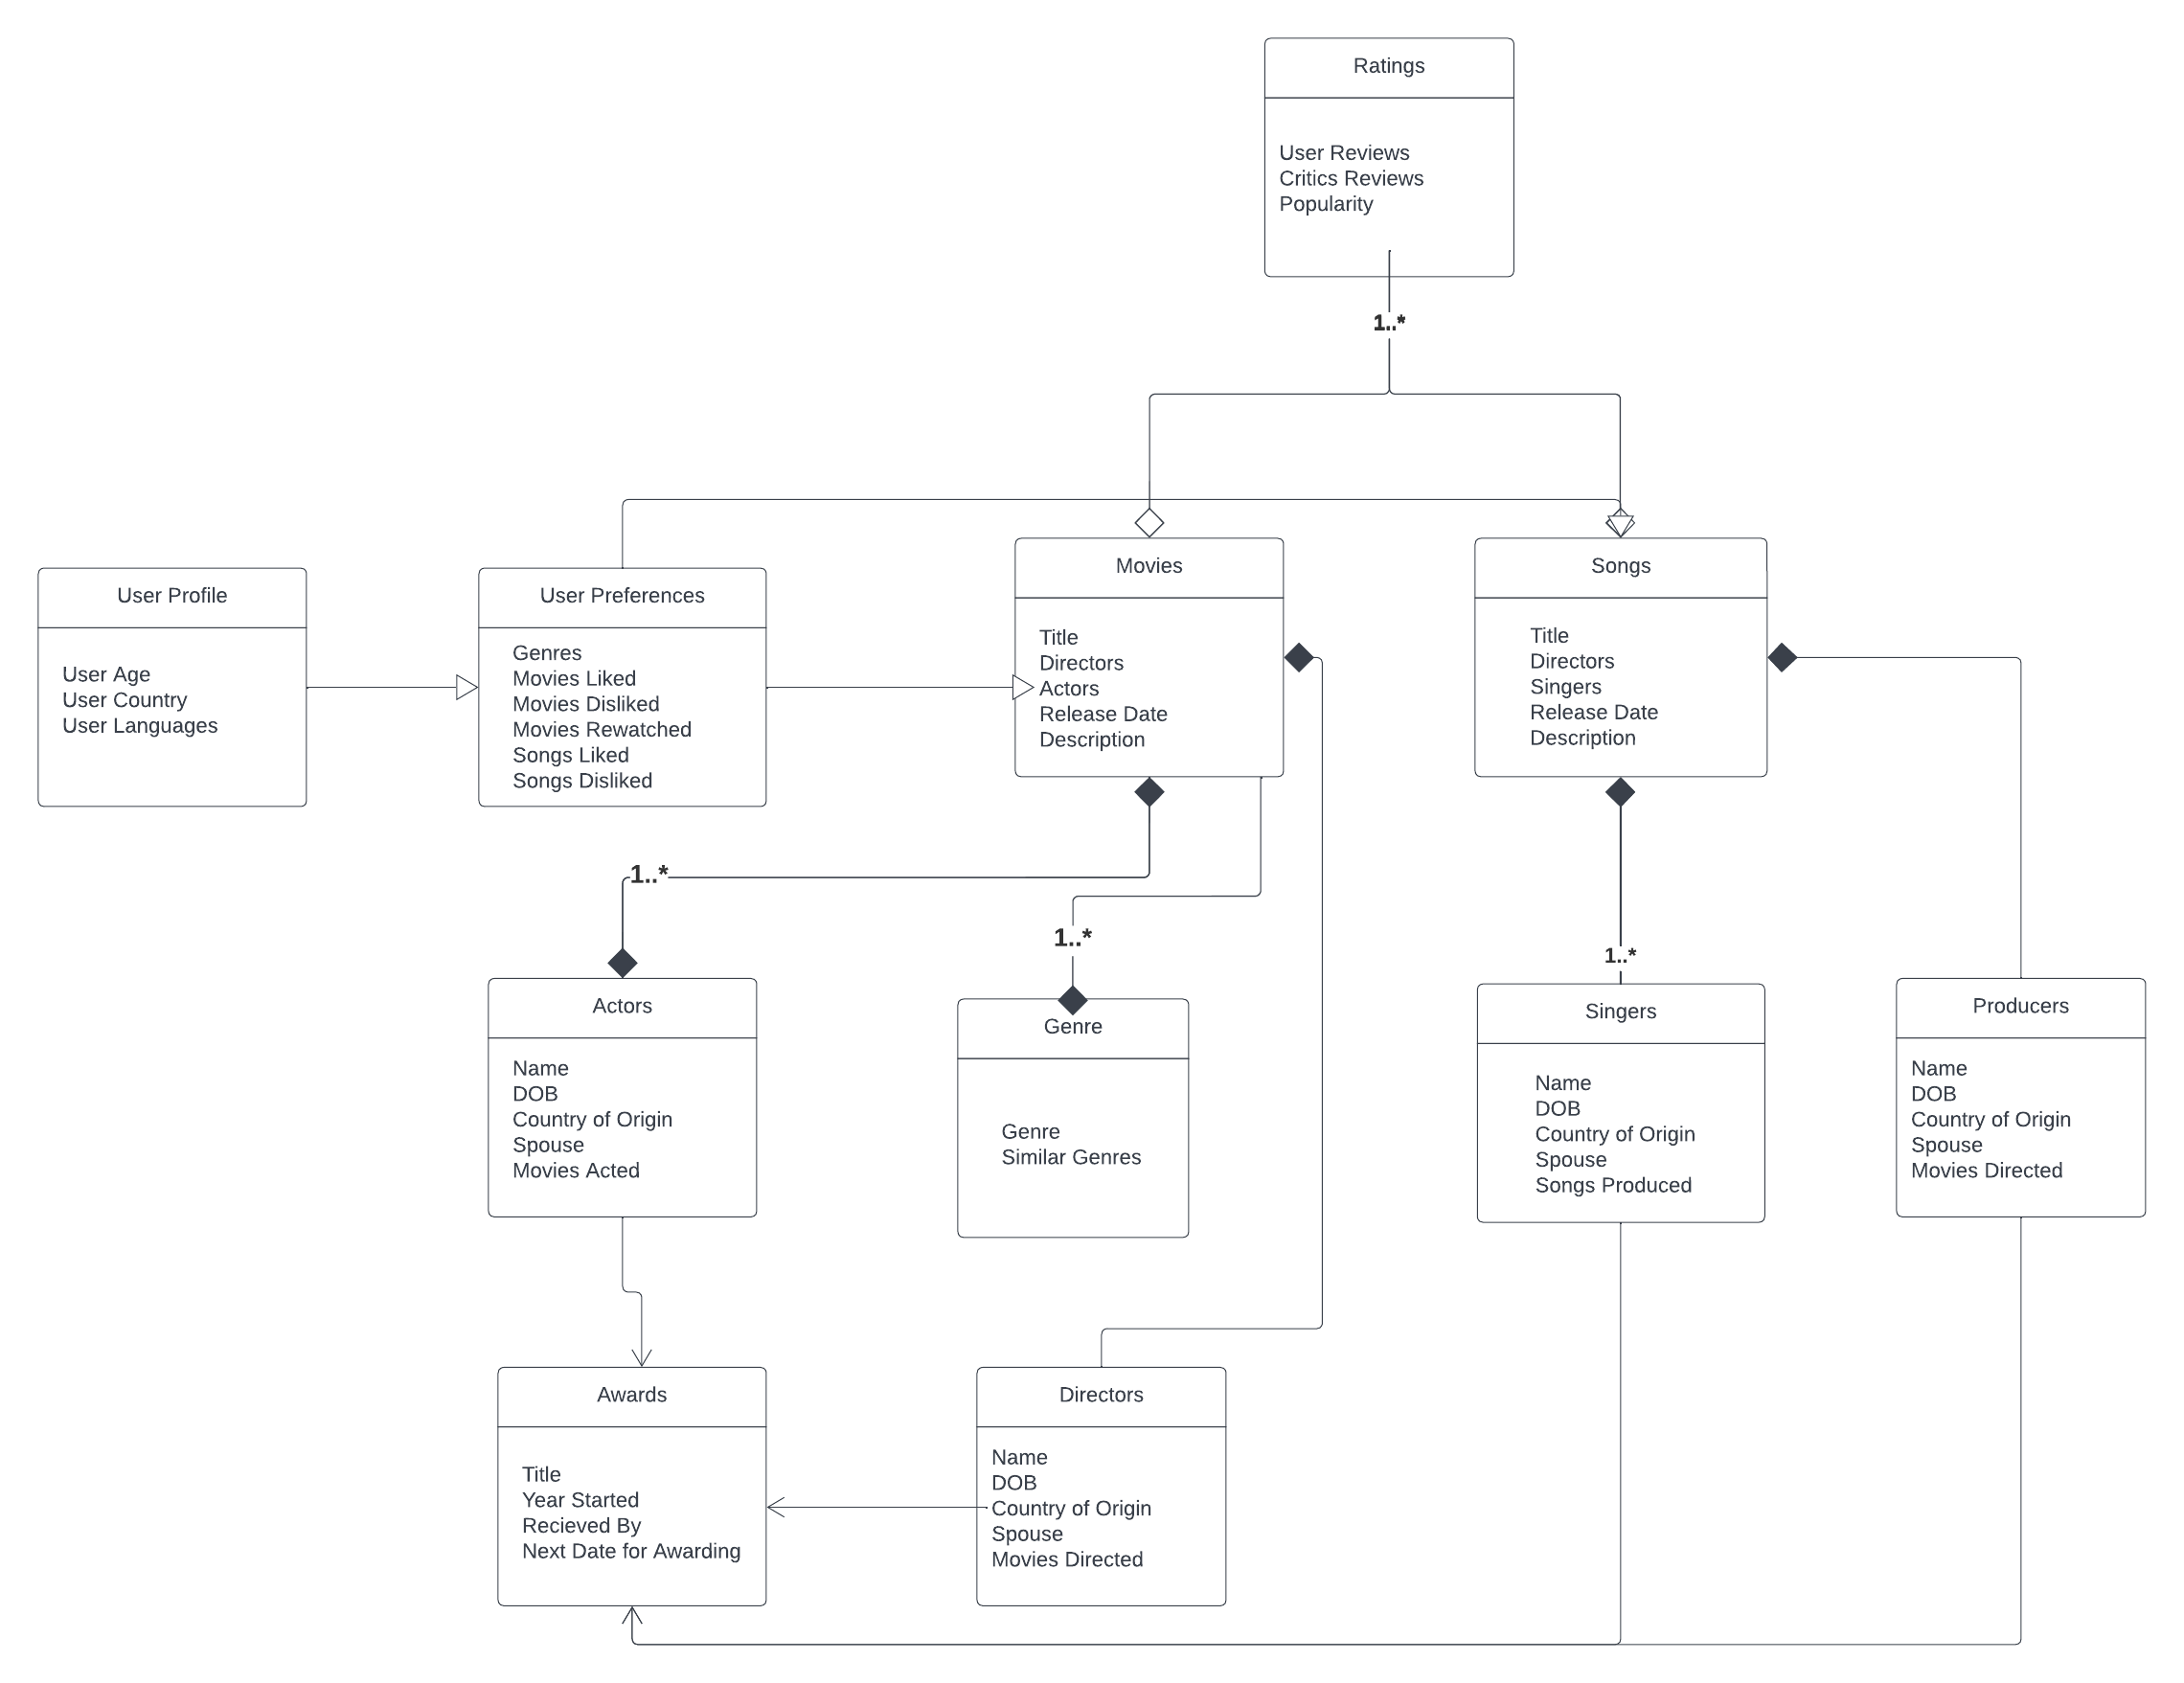 Ratings
User Reviews
Critics Reviews
Popularity
1..*
User Profile
User Age
User Country
User Languages
User Preferences
Genres
Movies Liked
Movies Disliked
Movies Rewatched
Songs Liked
Songs Disliked
Movies
Title
Directors
Actors
Release Date
Description
Songs
Title
Directors
Singers
Release Date
Description
1..*
1..*
1..*
Actors
Name
DOB
Country of Origin
Spouse
Movies Acted
Genre
Genre
Similar Genres
Singers
Name
DOB
Country of Origin
Spouse
Songs Produced
Producers
Name
DOB
Country of Origin
Spouse
Movies Directed
Awards
Title
Year Started
Recieved By
Next Date for Awarding
Directors
Name
DOB
Country of Origin
Spouse
Movies Directed